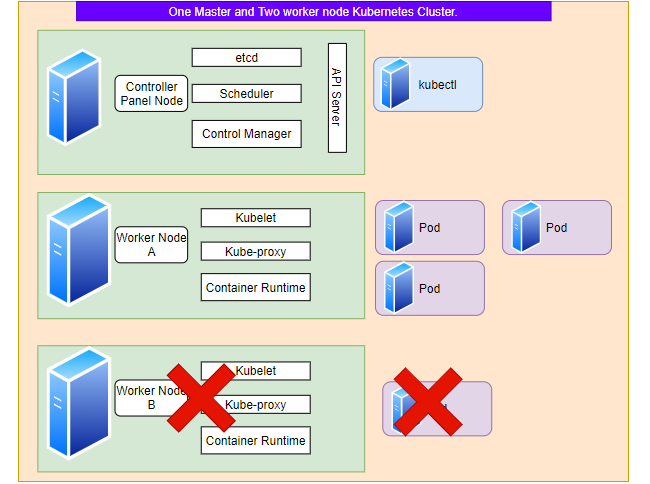 One Master and Two worker node Kubernetes Cluster.
etcd
Controller
Panel Node
Scheduler
Control Manager
API Server
kubectl
Kubelet
Worker Node
A
Kube-proxy
Container Runtime
Pod
Pod
Pod
Kubelet
Worker Node
B
Kube-proxy
Container Runtime